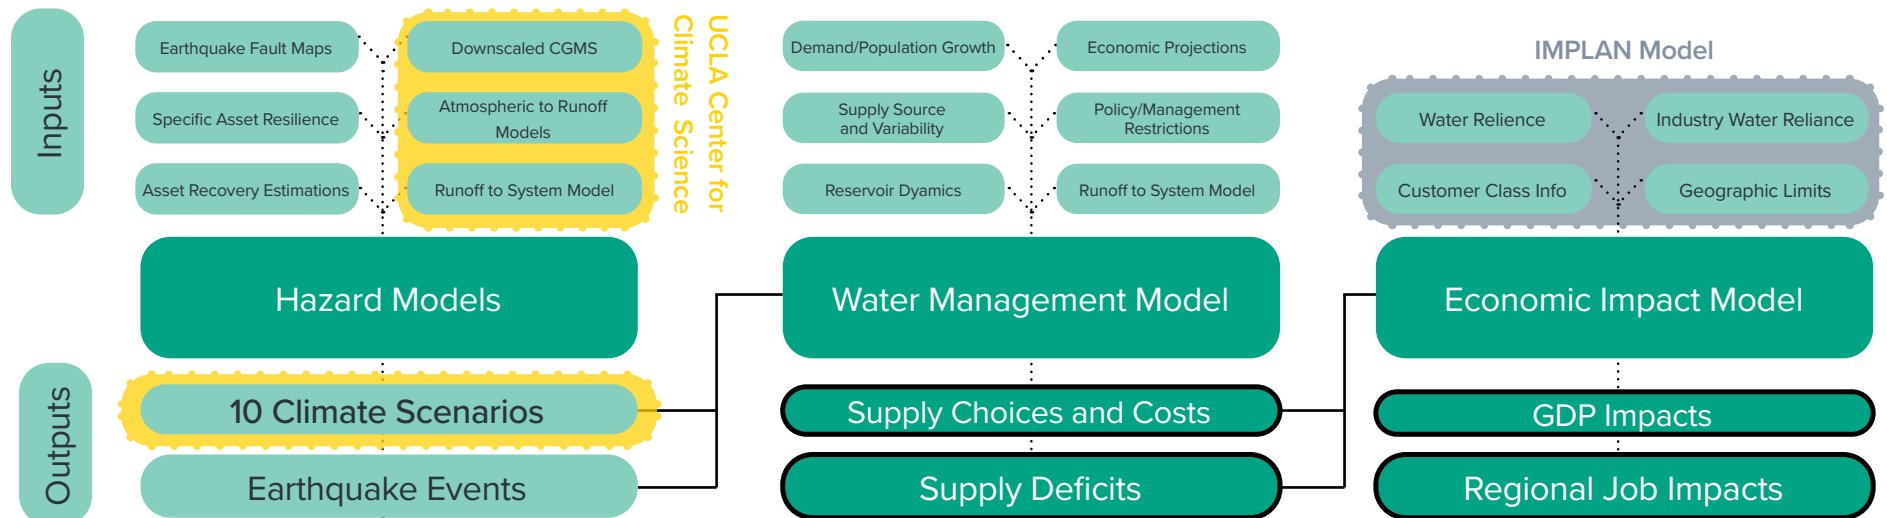 Inputs
Earthquake Fault Maps
Downscaled CGMS
Specific Asset Resilience
Atmospheric to Runoff
Models
Asset Recovery Estimations
Runoff to System Model
UCLA Center for
Climate Science
Demand/Population Growth
Economic Projections
Supply Source
and Variability
Policy/Management
Restrictions
Reservoir Dyamics
Runoff to System Model
IMPLAN Model
Water Relience
Industry Water Reliance
Customer Class Info
Geographic Limits
Hazard Models
Water Management Model
Economic Impact Model
Outputs
10 Climate Scenarios
Supply Choices and Costs
GDP Impacts
Earthquake Events
Supply Deficits
Regional Job Impacts